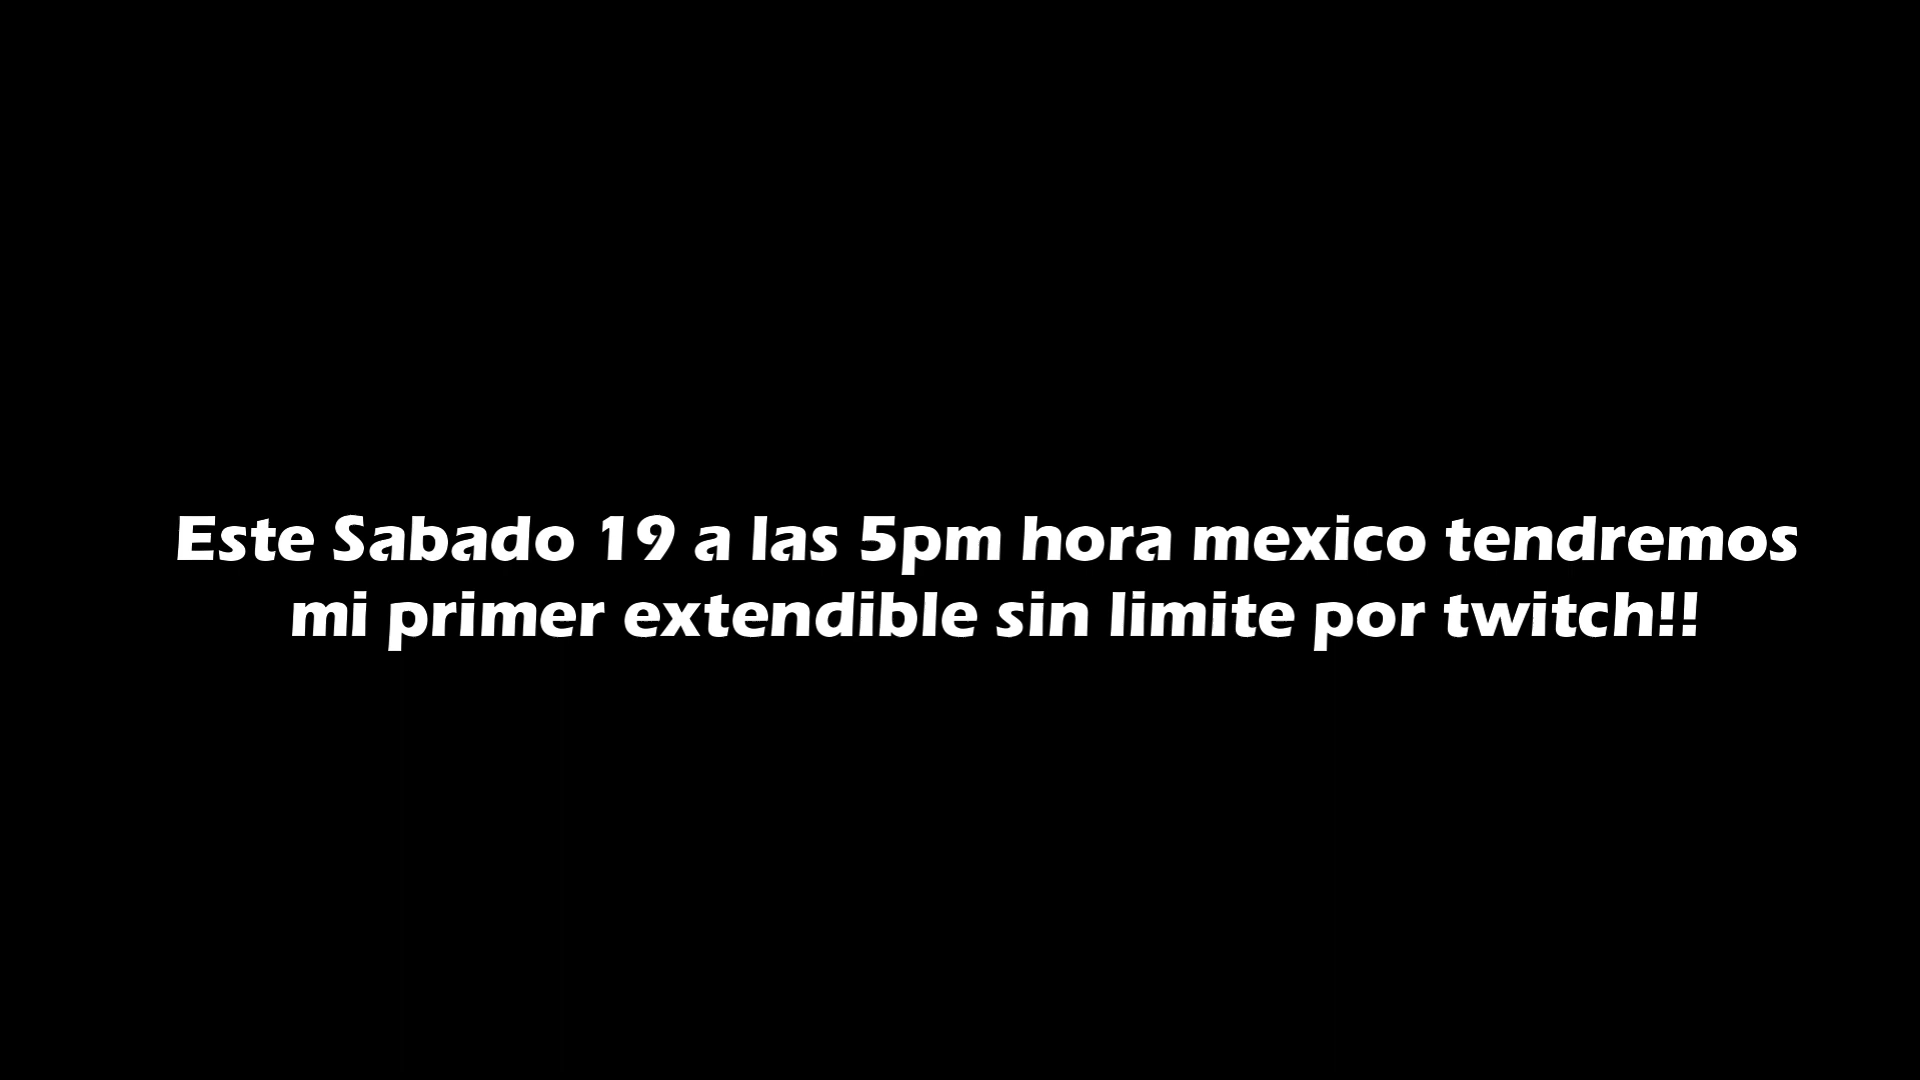 Este Sabado 19 a las 5pm hora mexico tendremos
mi primer extendible sin limite por twitch!!